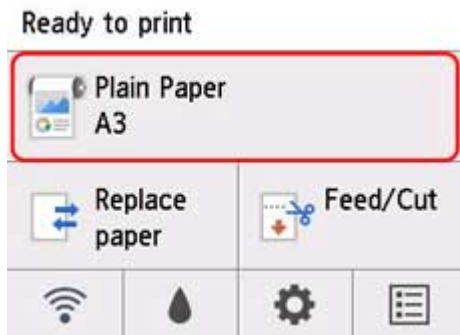 Ready to print
Plain Paper
A3
Replace
paper
Feed/Cut